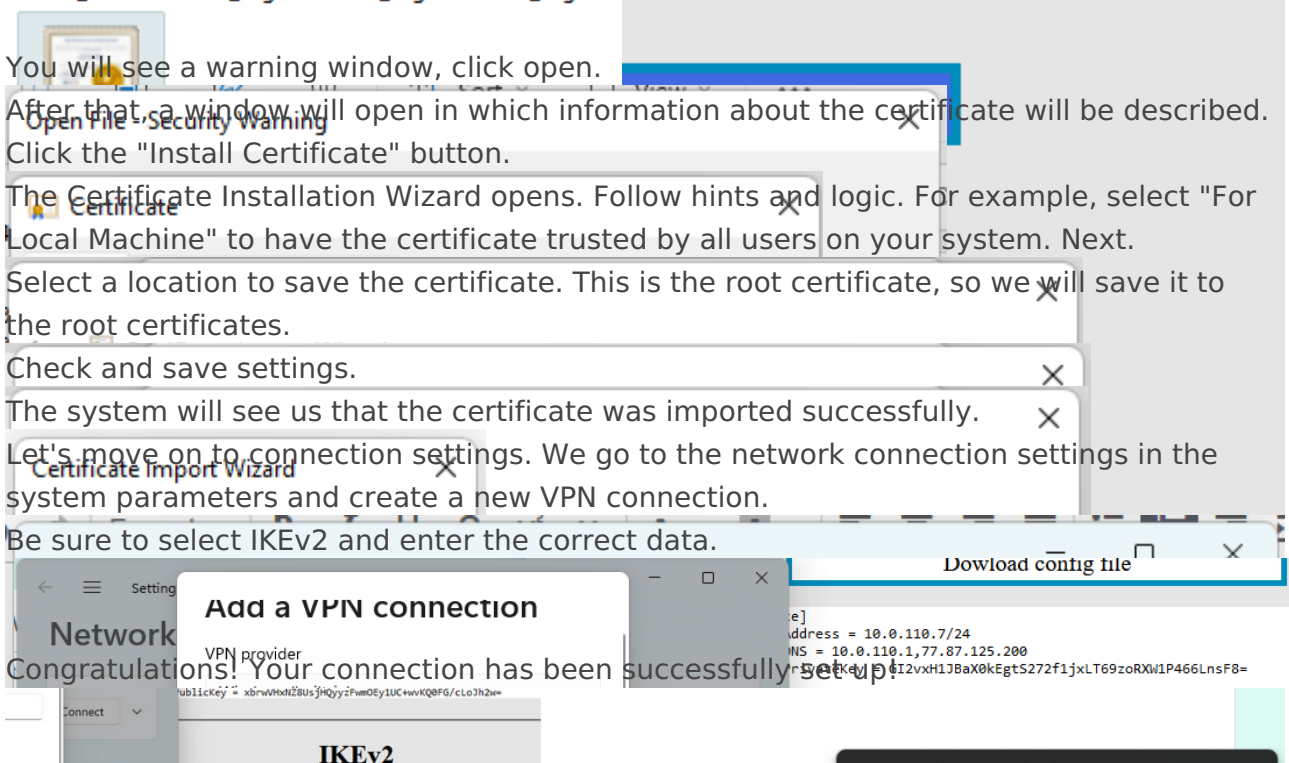 You will see a warning window, click open.
Sort
View
After that, a window will open in which information about the certificate will be described.
Open File - Security Warning
Click the "Install Certificate" button.
The Certificate Installation Wizard opens. Follow hints and logic. For example, select "For
Certificate
Local Machine" to have the certificate trusted by all users on your system. Next.
Select a location to save the certificate. This is the root certificate, so we will save it to
the root certificates.
Check and save settings.
The system will see us that the certificate was imported successfully.
Let's move on to connection settings. We go to the network connection settings in the
Certificate Import Wizard
system parameters and create a new VPN connection.
Be sure to select IKEv2 and enter the correct data.
Dowload config file
Setting
Add a VPN connection
Network
VPN provider
ce]
Address = 10.0.110.7/24
DNS = 10.0.110.1,77.87.125.200
Congratulations! Your connection has been successfully set up!
Connect
IKEv2